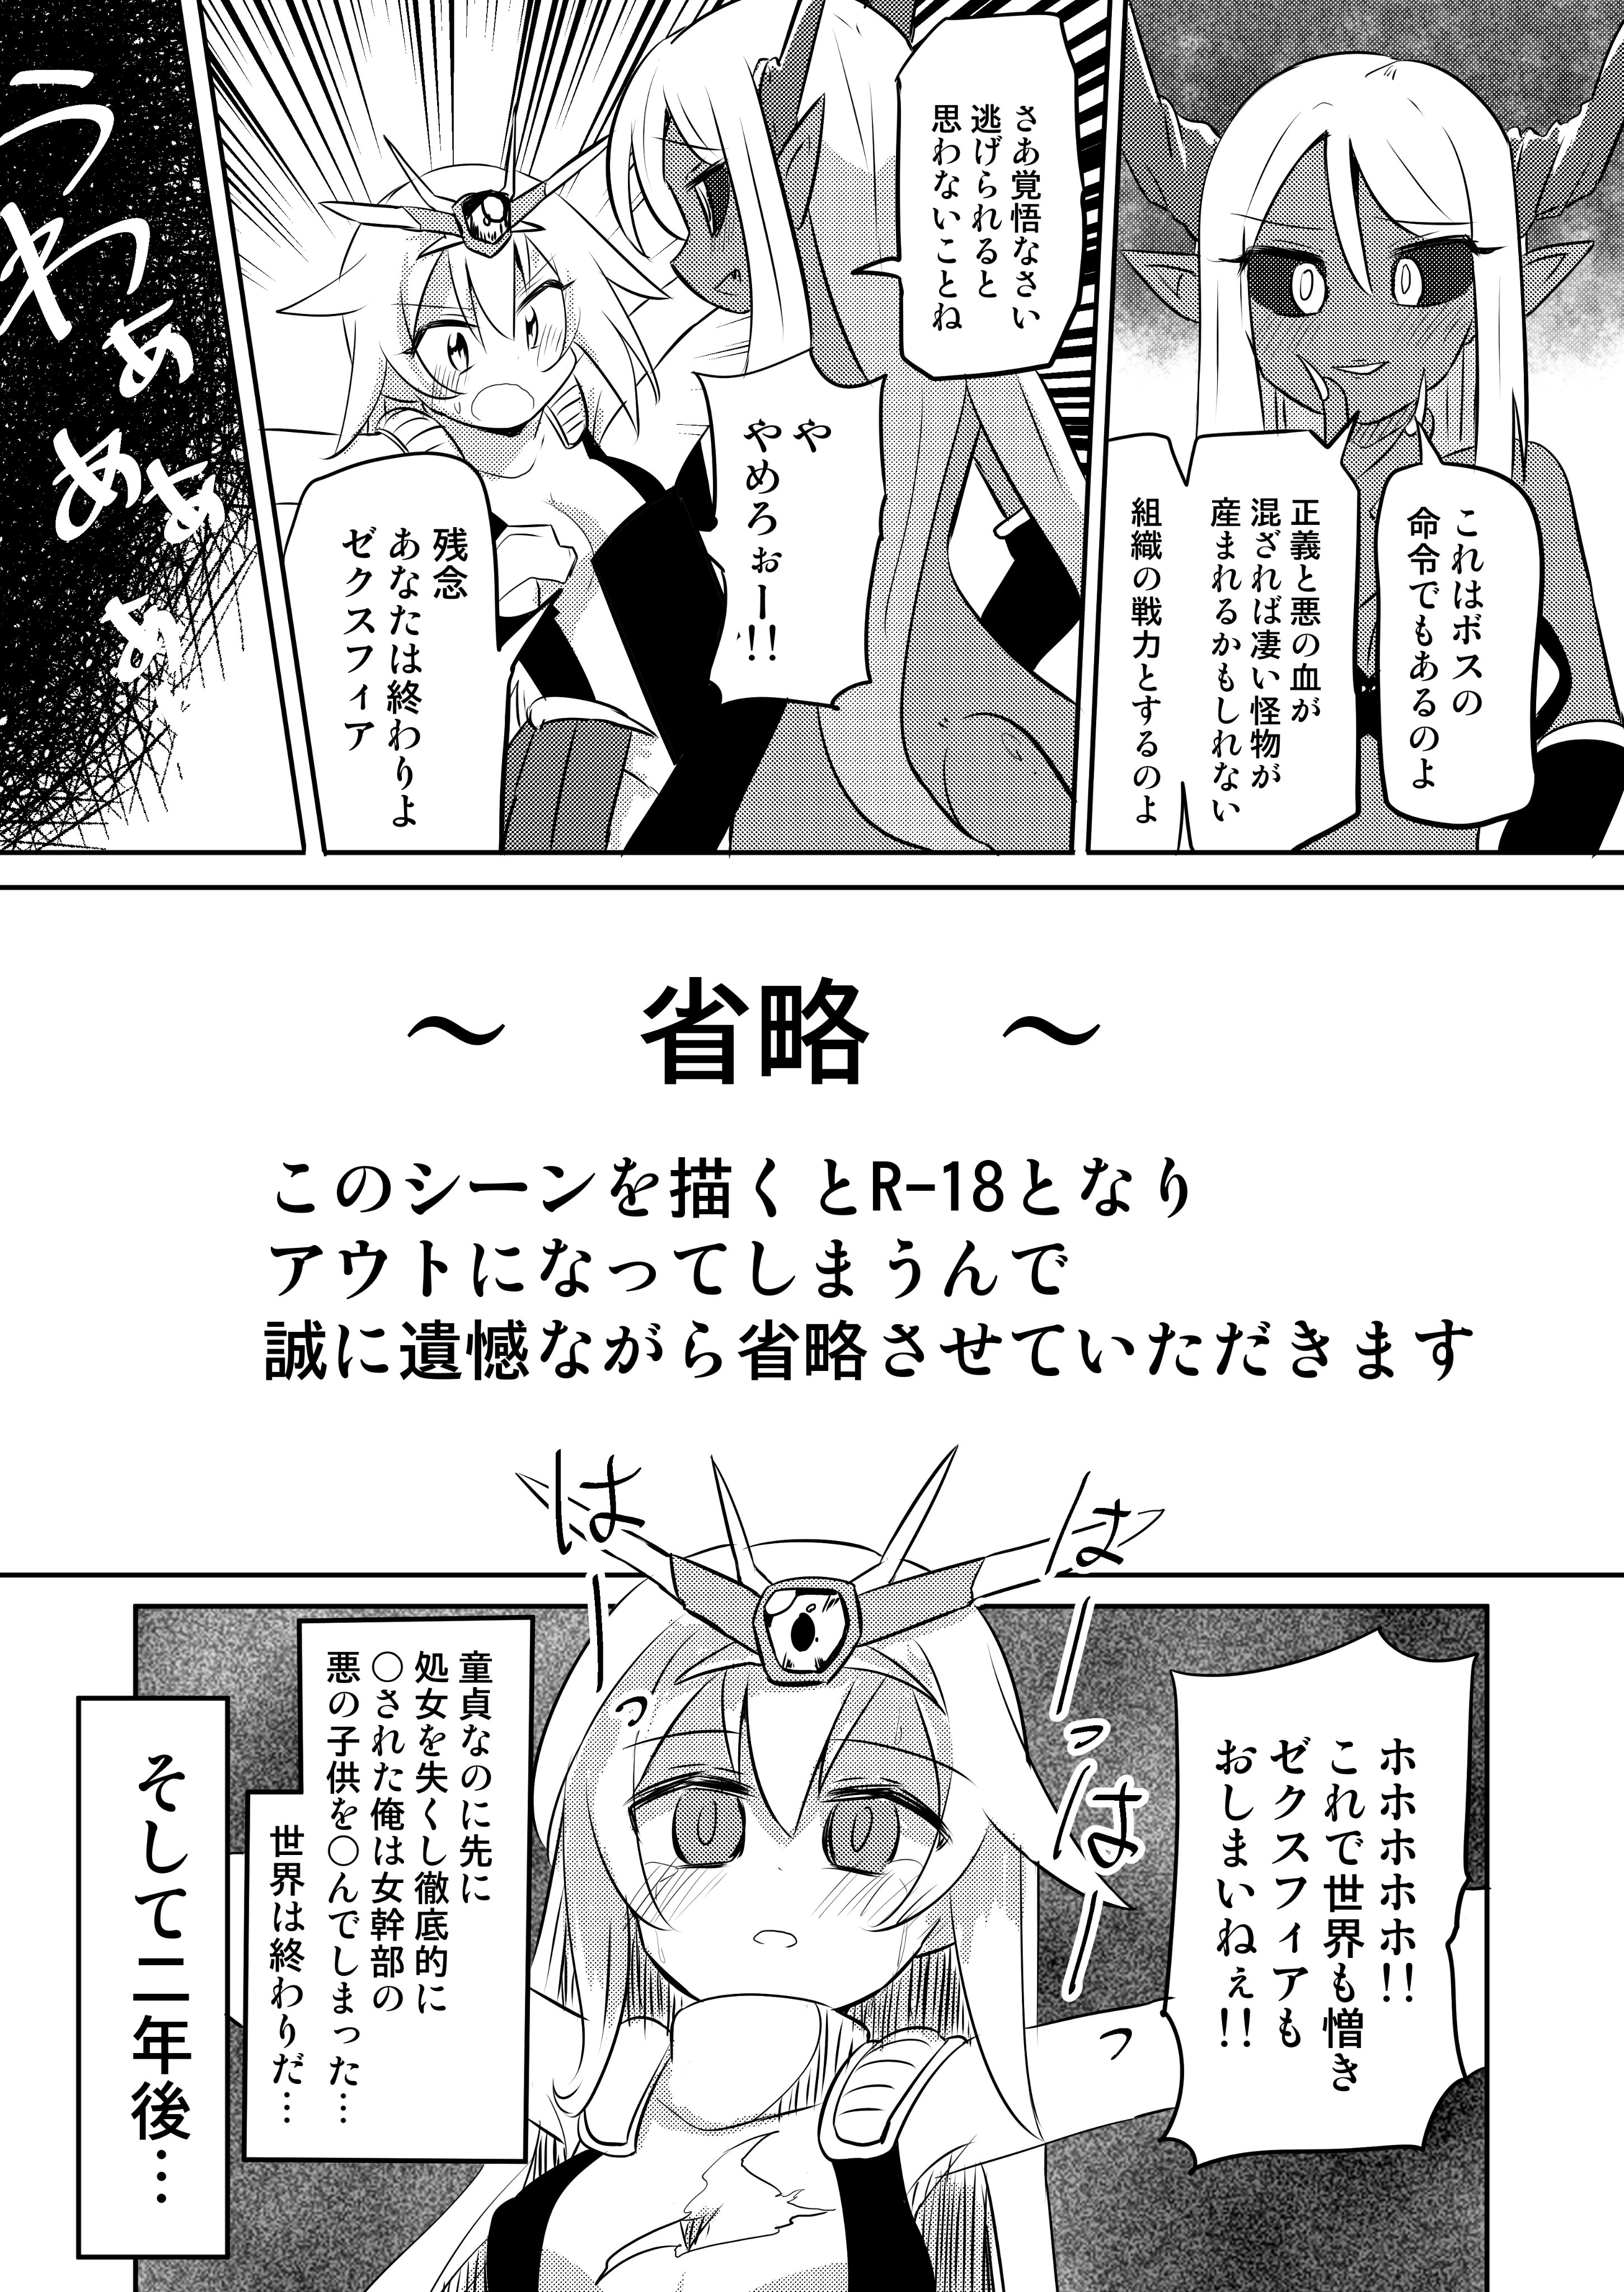 これはボスの
命令でもあるのよ
正義と悪の血が
混ざれば凄い怪物が
産まれるかもしれない
組織の戦力とするのよ
さあ覚悟なさい
逃げられると
思わないことね
や
やめろぉー!!
残念
あなたは終わりよ
ゼクスフィア
うわぁぁぁぁぁ
～　省略　～
このシーンを描くとR-18となり
アウトになってしまうんで
誠に遺憾ながら省略させていただきます
ホホホホホ!!
これで世界も憎き
ゼクスフィアも
おしまいねぇ!!
はーっ
はーっ
はーっ
童貞なのに先に
処女を失くし徹底的に
○された俺は女幹部の
悪の子供を○んでしまった…
世界は終わりだ…
そして二年後…